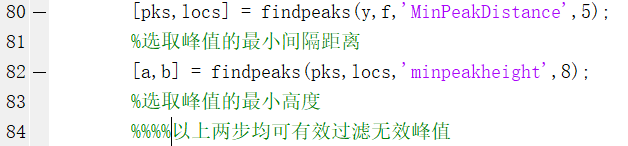 80 — [pks,locs] = findpeaks(y,f,'MinPeakDistance',5);
81 %选取峰值的最小间隔距离
82 — [a,b] = findpeaks(pks,locs,'minpeakheight',8);
83 %选取峰值的最小高度
84 %%%%以上两步均可有效过滤无效峰值